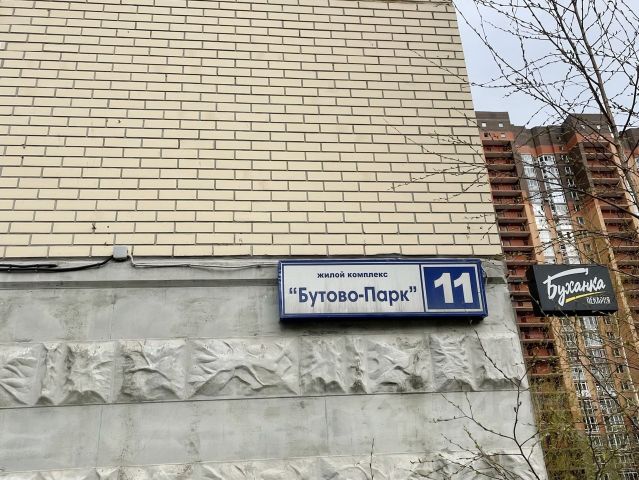 жилой комплекс
"Бутово-Парк"
11
Буханка
ПЕКАРНЯ